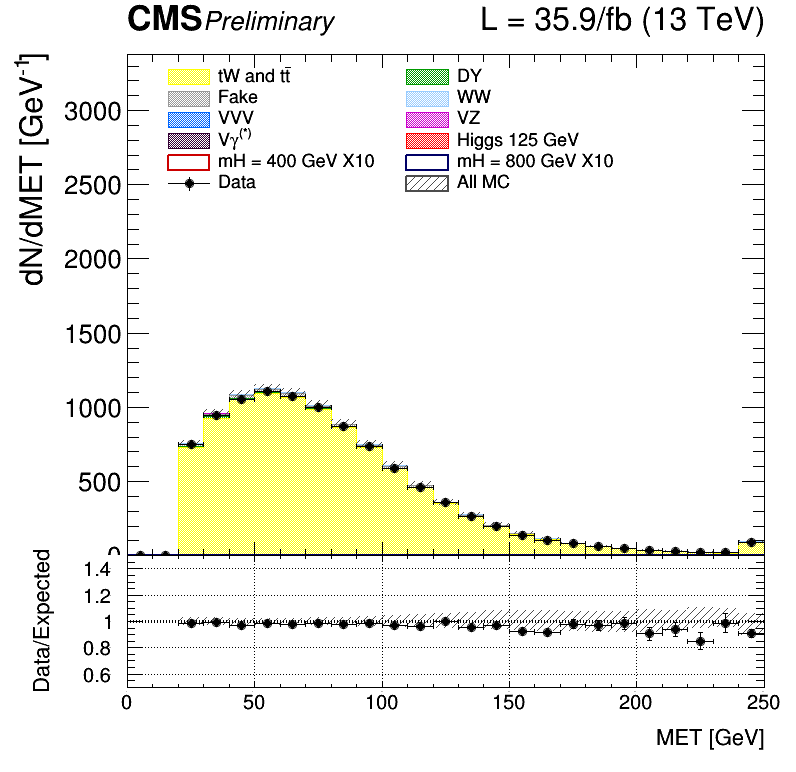 CMS Preliminary L = 35.9/fb (13 TeV)
dN/dMET [GeV⁻¹]
3000
2500
2000
1500
1000
500
0
tW and tt̄ DY
Fake WW
VVV VZ
Vγ(*) Higgs 125 GeV
mH = 400 GeV X10 mH = 800 GeV X10
Data All MC
Data/Expected
1.4
1.2
1
0.8
0.6
0 50 100 150 200 250
MET [GeV]